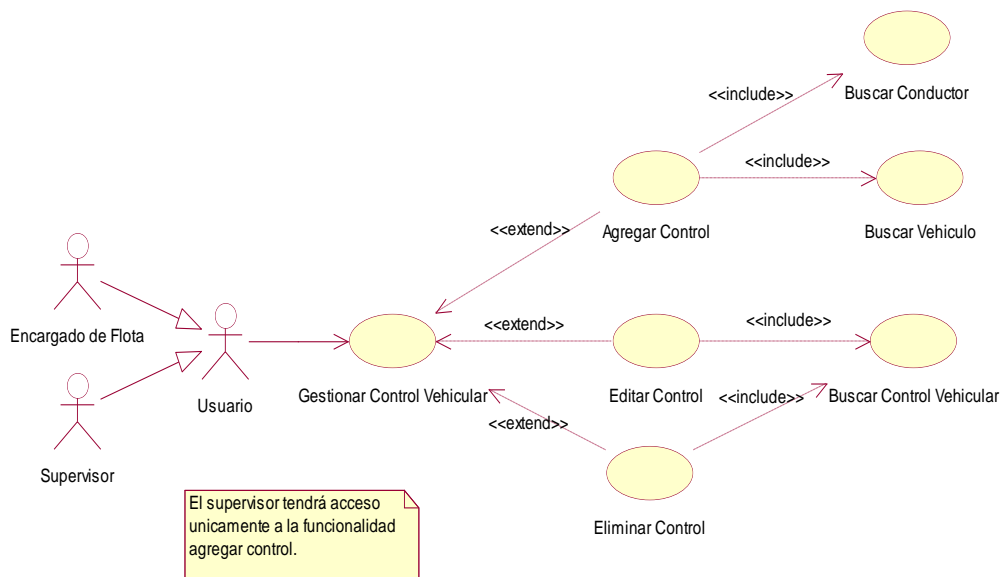 Buscar Conductor
<<include>>
<<include>>
Agregar Control
Buscar Vehiculo
<<extend>>
Encargado de Flota
<<extend>>
<<include>>
Usuario
Gestionar Control Vehicular
Editar Control
Buscar Control Vehicular
<<include>>
<<extend>>
Supervisor
El supervisor tendrá acceso
unicamente a la funcionalidad
agregar control.
Eliminar Control